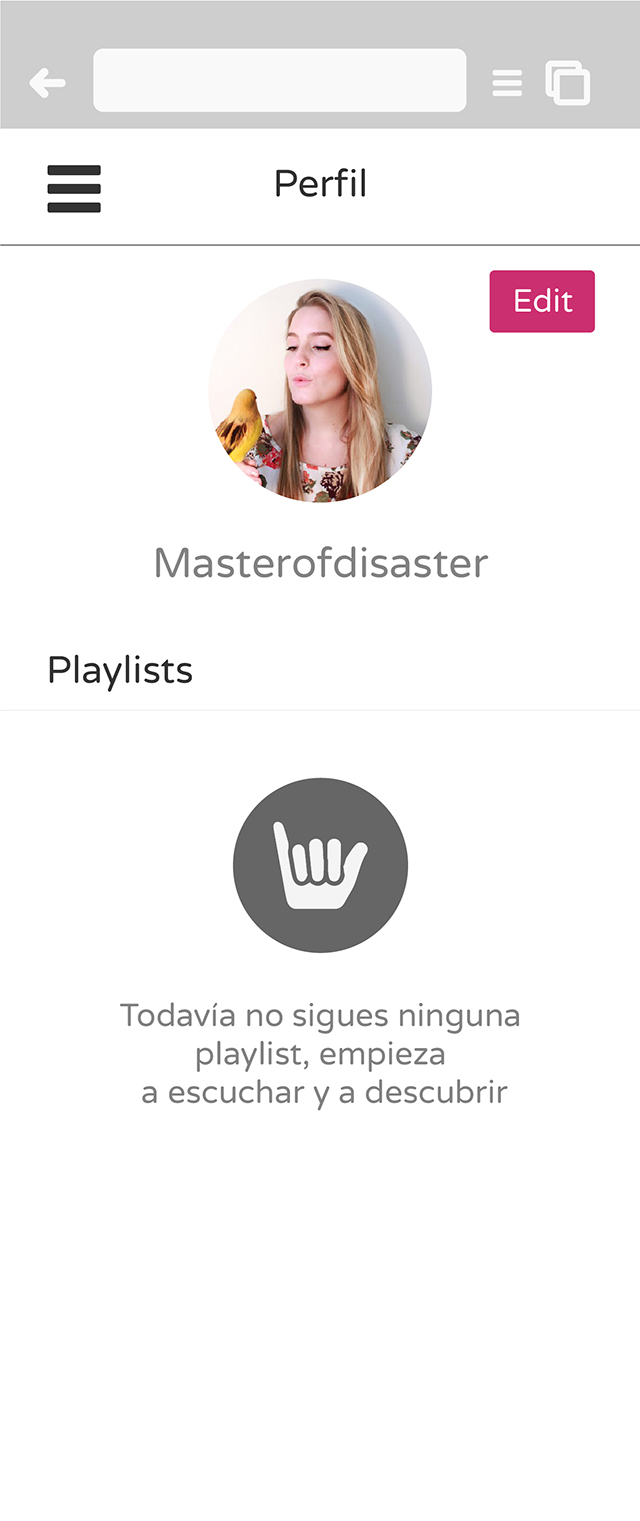 Perfil
Edit
Masterofdisaster
Playlists
Todavía no sigues ninguna
playlist, empieza
a escuchar y a descubrir